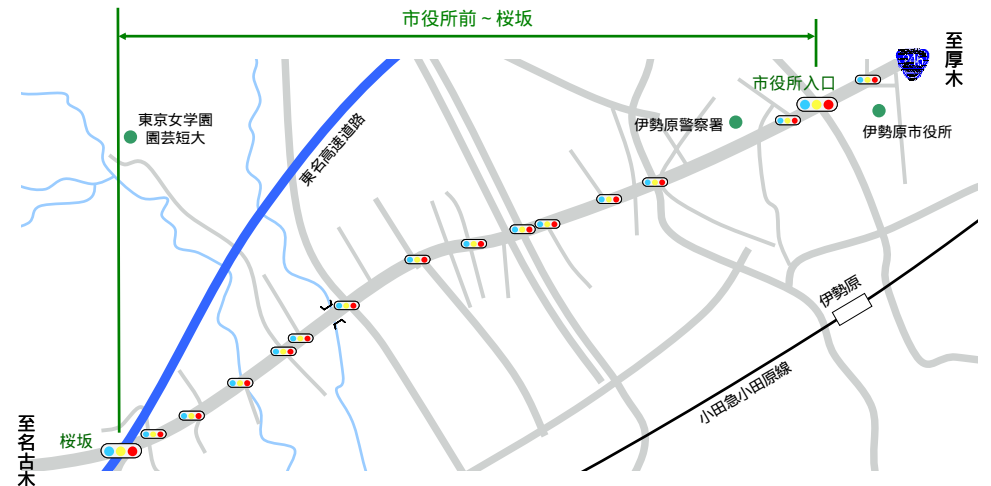 市役所前～桜坂
至厚木
246
市役所入口
東京女学園
園芸短大
伊勢原警察署
伊勢原市役所
東名高速道路
伊勢原
小田急小田原線
桜坂
至名古木